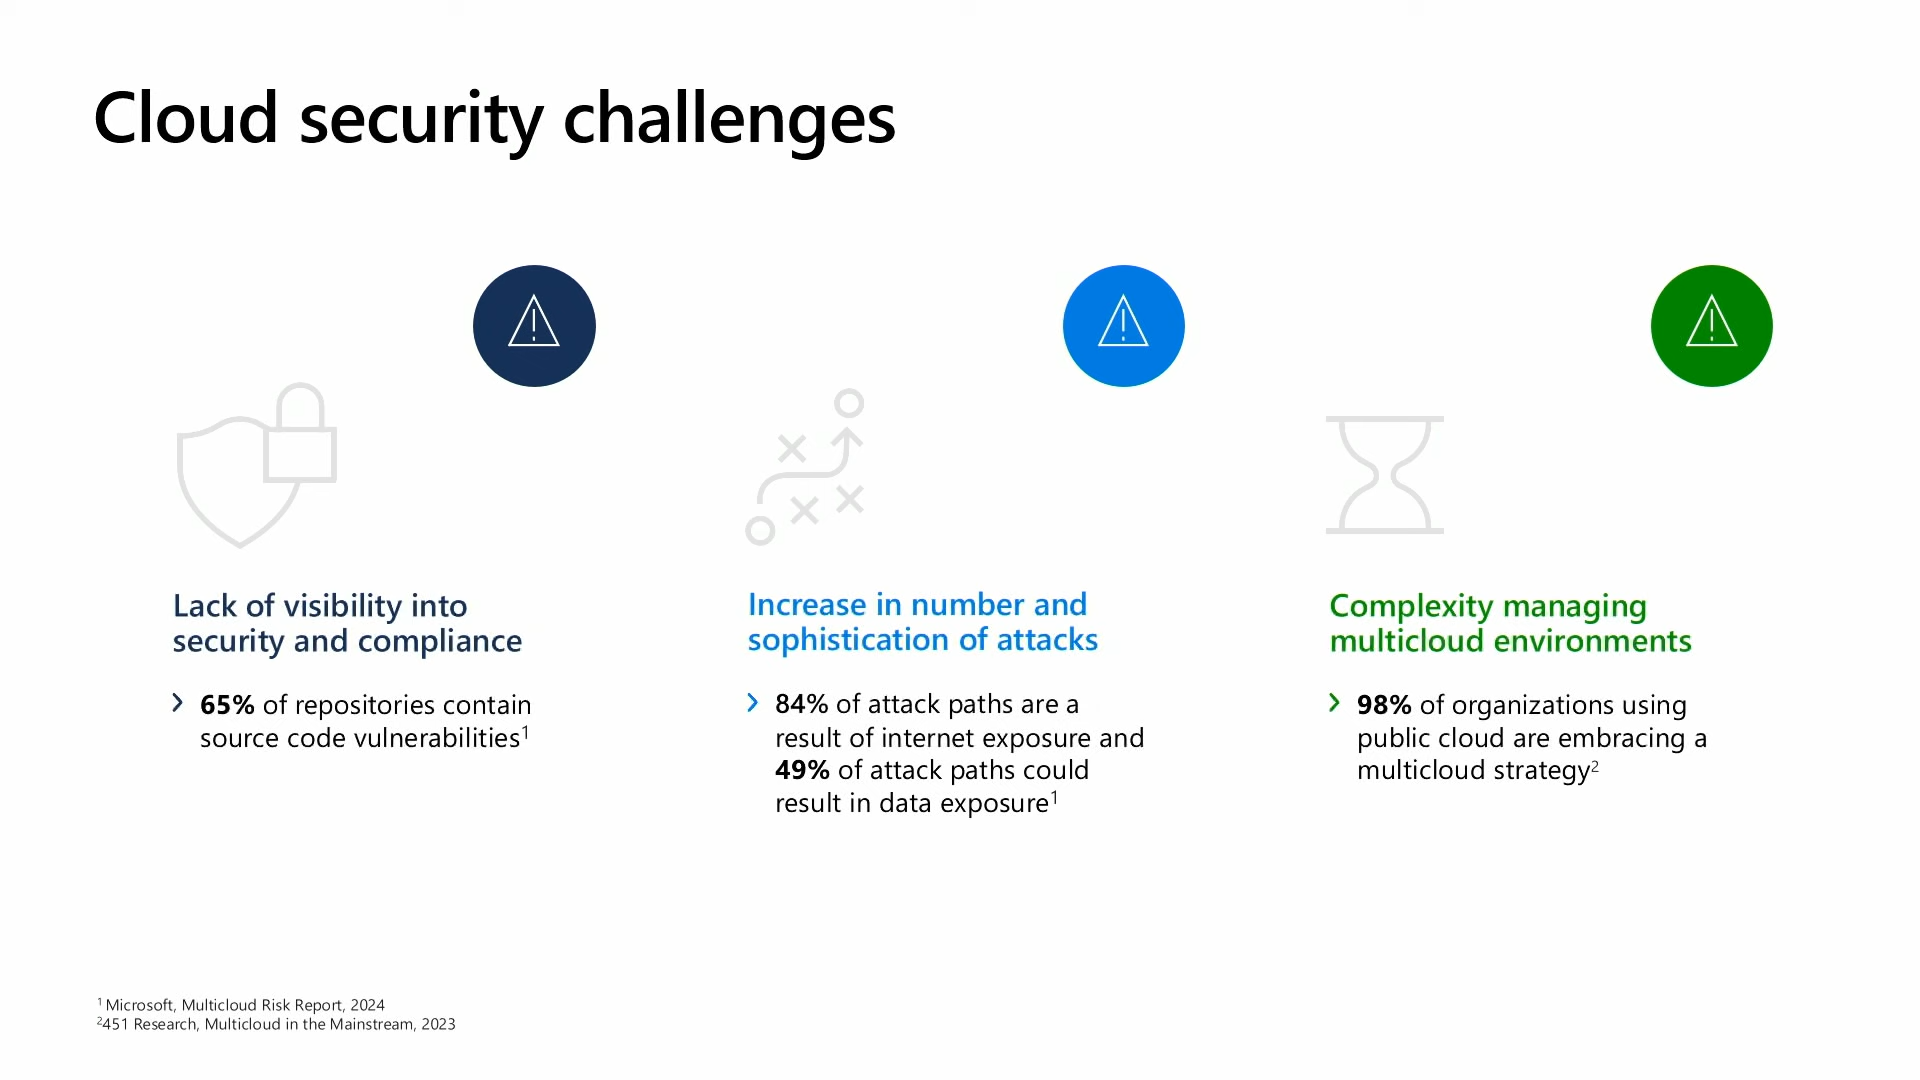 Cloud security challenges
Lack of visibility into
security and compliance
65% of repositories contain
source code vulnerabilities¹
Increase in number and
sophistication of attacks
84% of attack paths are a
result of internet exposure and
49% of attack paths could
result in data exposure¹
Complexity managing
multicloud environments
98% of organizations using
public cloud are embracing a
multicloud strategy²
¹ Microsoft, Multicloud Risk Report, 2024
²451 Research, Multicloud in the Mainstream, 2023